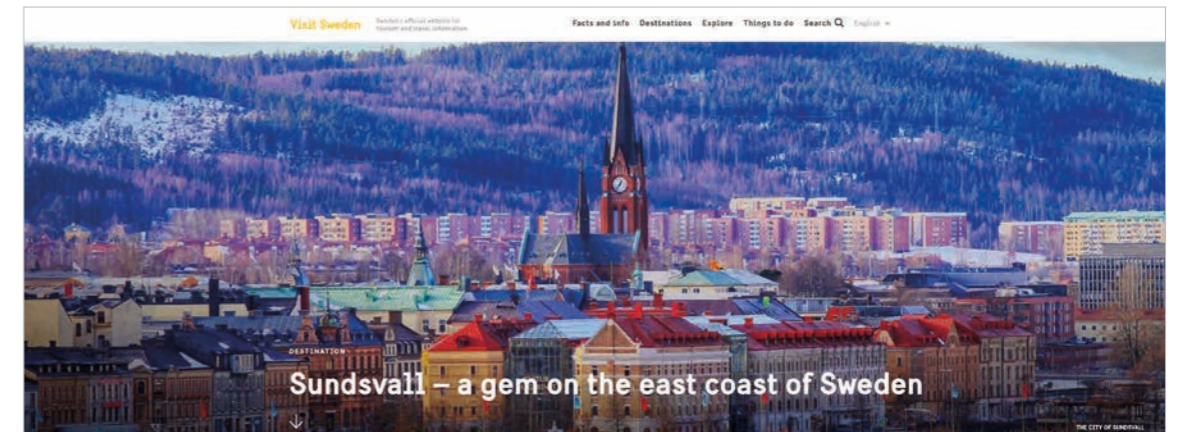 Visit Sweden
Sweden's official website for
tourism and travel information
Facts and info Destinations Explore Things to do Search English
DESTINATION
Sundsvall – a gem on the east coast of Sweden
THE CITY OF SUNDSVALL